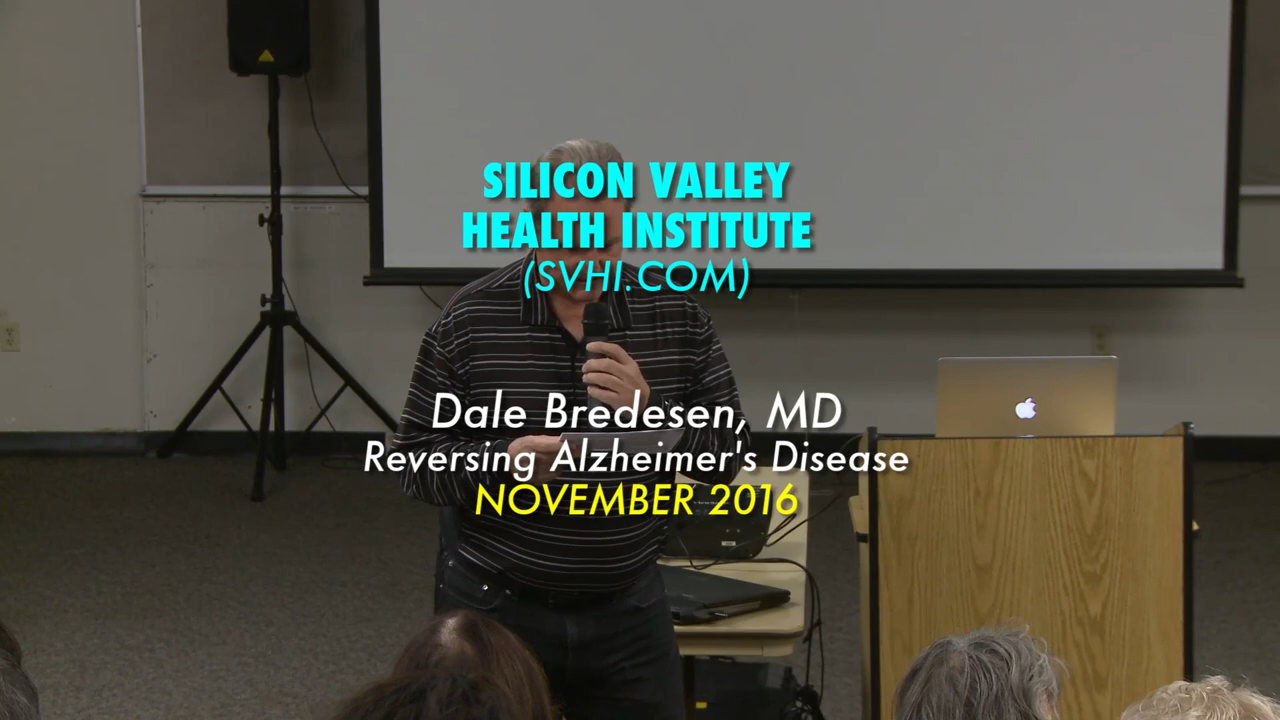 SILICON VALLEY
HEALTH INSTITUTE
(SVHI.COM)
Dale Bredesen, MD
Reversing Alzheimer's Disease
NOVEMBER 2016